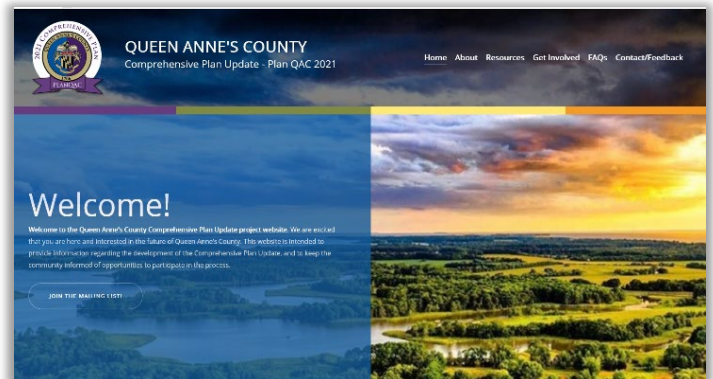 2021 COMPREHENSIVE PLAN
PLANQAC
QUEEN ANNE'S COUNTY
Comprehensive Plan Update - Plan QAC 2021
Home About Resources Get Involved FAQs Contact/Feedback
Welcome!
Welcome to the Queen Anne's County Comprehensive Plan Update project website. We are excited
that you are here and interested in the future of Queen Anne's County. This website is intended to
provide information regarding the development of the Comprehensive Plan Update, and to keep the
community informed of opportunities to participate in the process.
JOIN THE MAILING LIST!